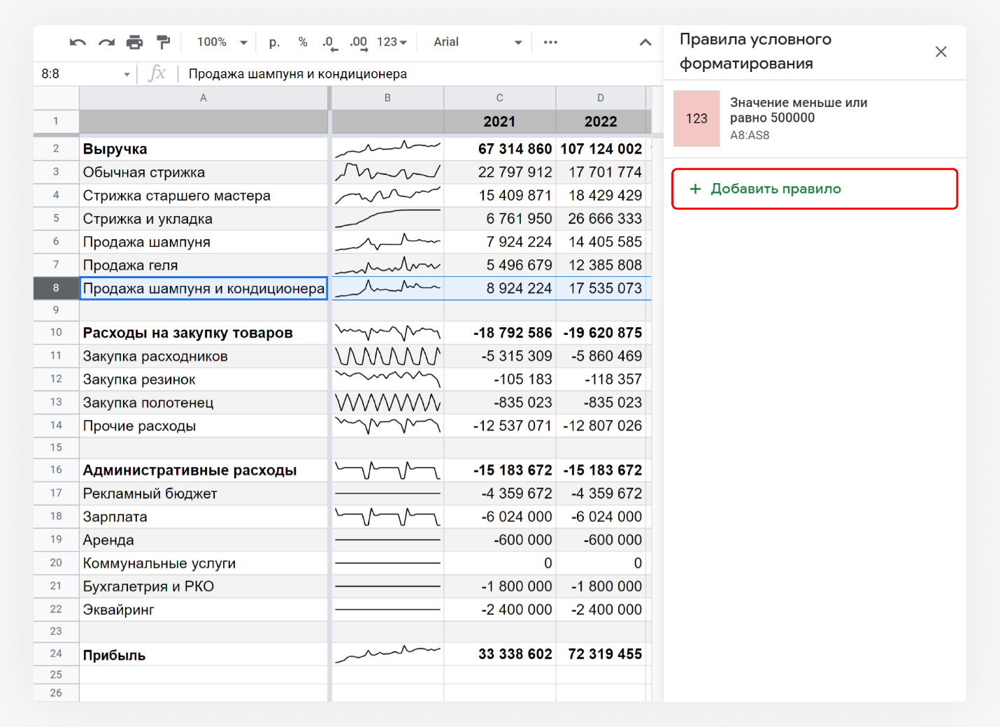 100% р. % .0 .00 123 Arial
8:8 fx Продажа шампуня и кондиционера
A B C D
1 2021 2022
2 Выручка 67 314 860 107 124 002
3 Обычная стрижка 22 797 912 17 701 774
4 Стрижка старшего мастера 15 409 871 18 429 429
5 Стрижка и укладка 6 761 950 26 666 333
6 Продажа шампуня 7 924 224 14 405 585
7 Продажа геля 5 496 679 12 385 808
8 Продажа шампуня и кондиционера 8 924 224 17 535 073
9
10 Расходы на закупку товаров -18 792 586 -19 620 875
11 Закупка расходников -5 315 309 -5 860 469
12 Закупка резинок -105 183 -118 357
13 Закупка полотенец -835 023 -835 023
14 Прочие расходы -12 537 071 -12 807 026
15
16 Административные расходы -15 183 672 -15 183 672
17 Рекламный бюджет -4 359 672 -4 359 672
18 Зарплата -6 024 000 -6 024 000
19 Аренда -600 000 -600 000
20 Коммунальные услуги 0 0
21 Бухгалетрия и РКО -1 800 000 -1 800 000
22 Эквайринг -2 400 000 -2 400 000
23
24 Прибыль 33 338 602 72 319 455
25
26
Правила условного
форматирования
123
Значение меньше или
равно 500000
A8:AS8
+ Добавить правило